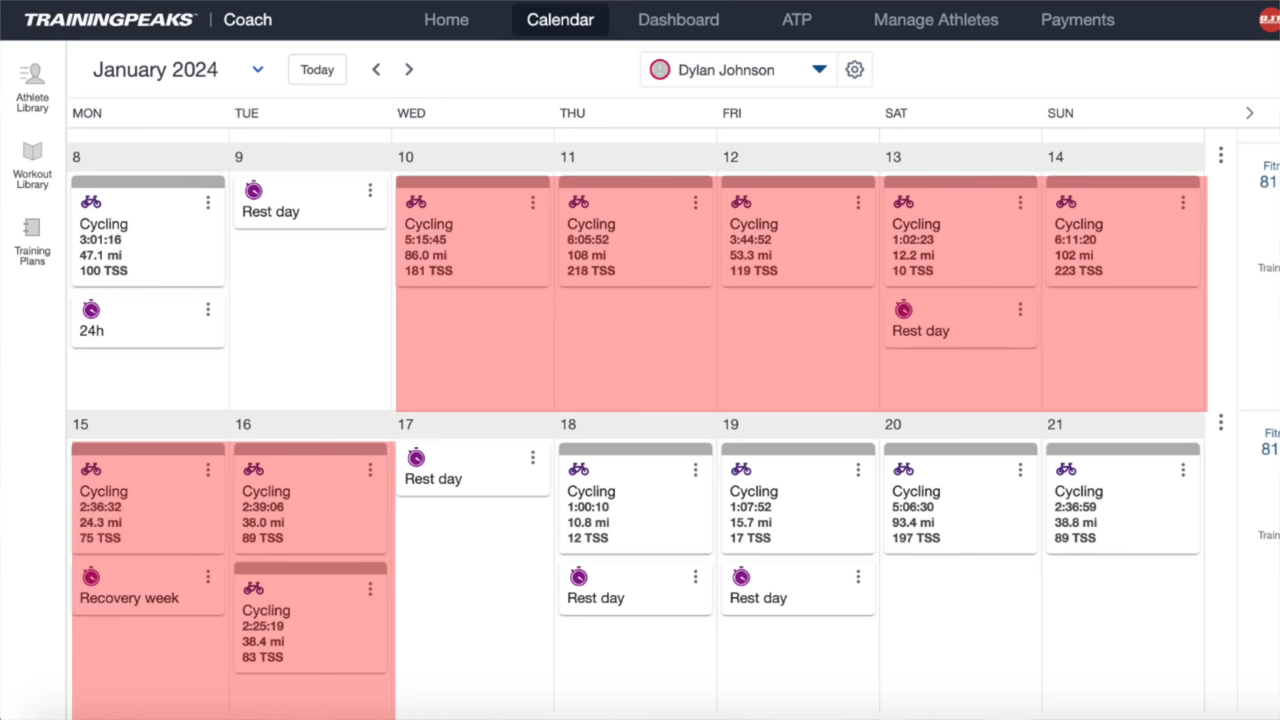 TRAININGPEAKS™ | Coach
Home
Calendar
Dashboard
ATP
Manage Athletes
Payments
January 2024
Today
Dylan Johnson
Athlete
Library
Workout
Library
Training
Plans
MON
TUE
WED
THU
FRI
SAT
SUN
8
Cycling
3:01:16
47.1 mi
100 TSS
24h
9
Rest day
10
Cycling
5:15:45
86.0 mi
181 TSS
11
Cycling
6:05:52
108 mi
218 TSS
12
Cycling
3:44:52
53.3 mi
119 TSS
13
Cycling
1:02:23
12.2 mi
10 TSS
Rest day
14
Cycling
6:11:20
102 mi
223 TSS
Fitr
81
Train
15
Cycling
2:36:32
24.3 mi
75 TSS
Recovery week
16
Cycling
2:39:06
38.0 mi
89 TSS
Cycling
2:25:19
38.4 mi
83 TSS
17
Rest day
18
Cycling
1:00:10
10.8 mi
12 TSS
Rest day
19
Cycling
1:07:52
15.7 mi
17 TSS
Rest day
20
Cycling
5:06:30
93.4 mi
197 TSS
21
Cycling
2:36:59
38.8 mi
89 TSS
Fitr
81
Train